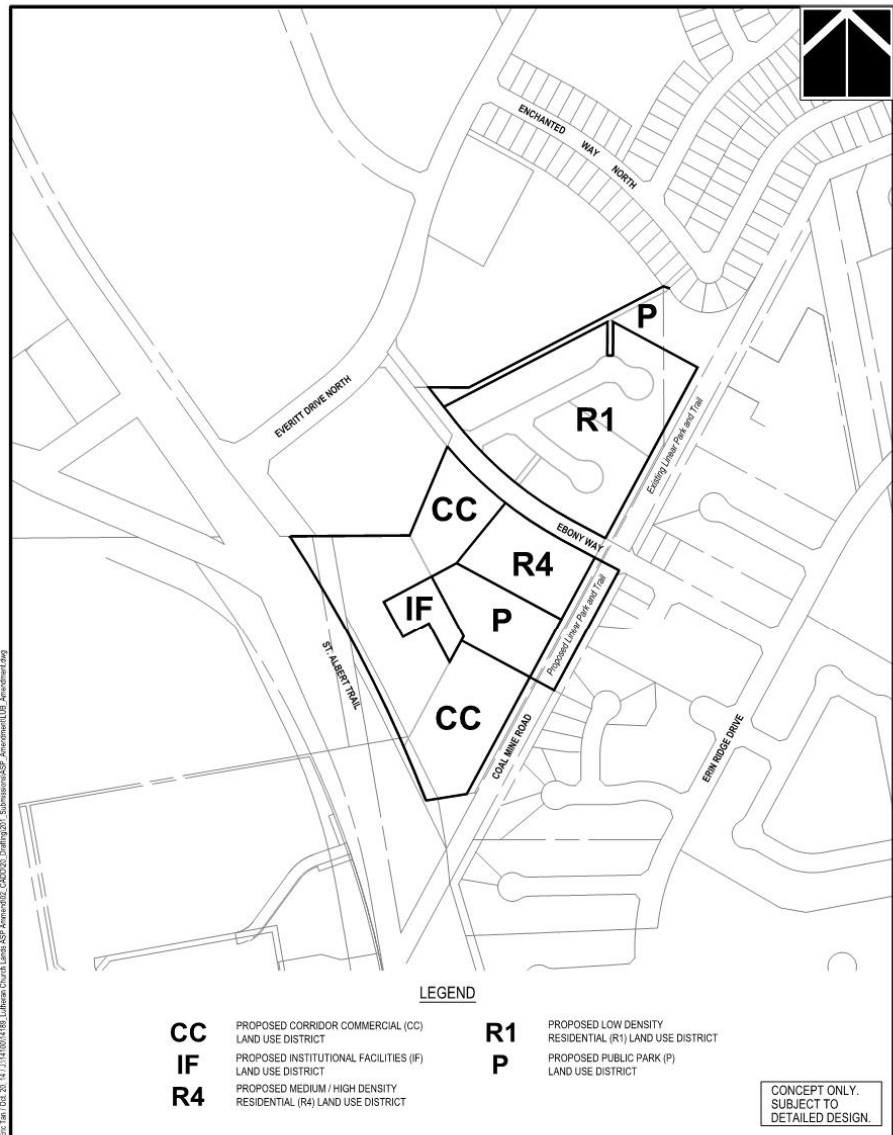 ENCHANTED
WAY
NORTH
P
EVERITT DRIVE NORTH
R1
Existing Linear Park and Trail
CC
EBONY WAY
R4
IF
P
Proposed Linear Park and Trail
ST. ALBERT TRAIL
CC
COAL MINE ROAD
ERIN RIDGE DRIVE
LEGEND
CC PROPOSED CORRIDOR COMMERCIAL (CC)
LAND USE DISTRICT
IF PROPOSED INSTITUTIONAL FACILITIES (IF)
LAND USE DISTRICT
R4 PROPOSED MEDIUM / HIGH DENSITY
RESIDENTIAL (R4) LAND USE DISTRICT
R1 PROPOSED LOW DENSITY
RESIDENTIAL (R1) LAND USE DISTRICT
P PROPOSED PUBLIC PARK (P)
LAND USE DISTRICT
CONCEPT ONLY.
SUBJECT TO
DETAILED DESIGN.